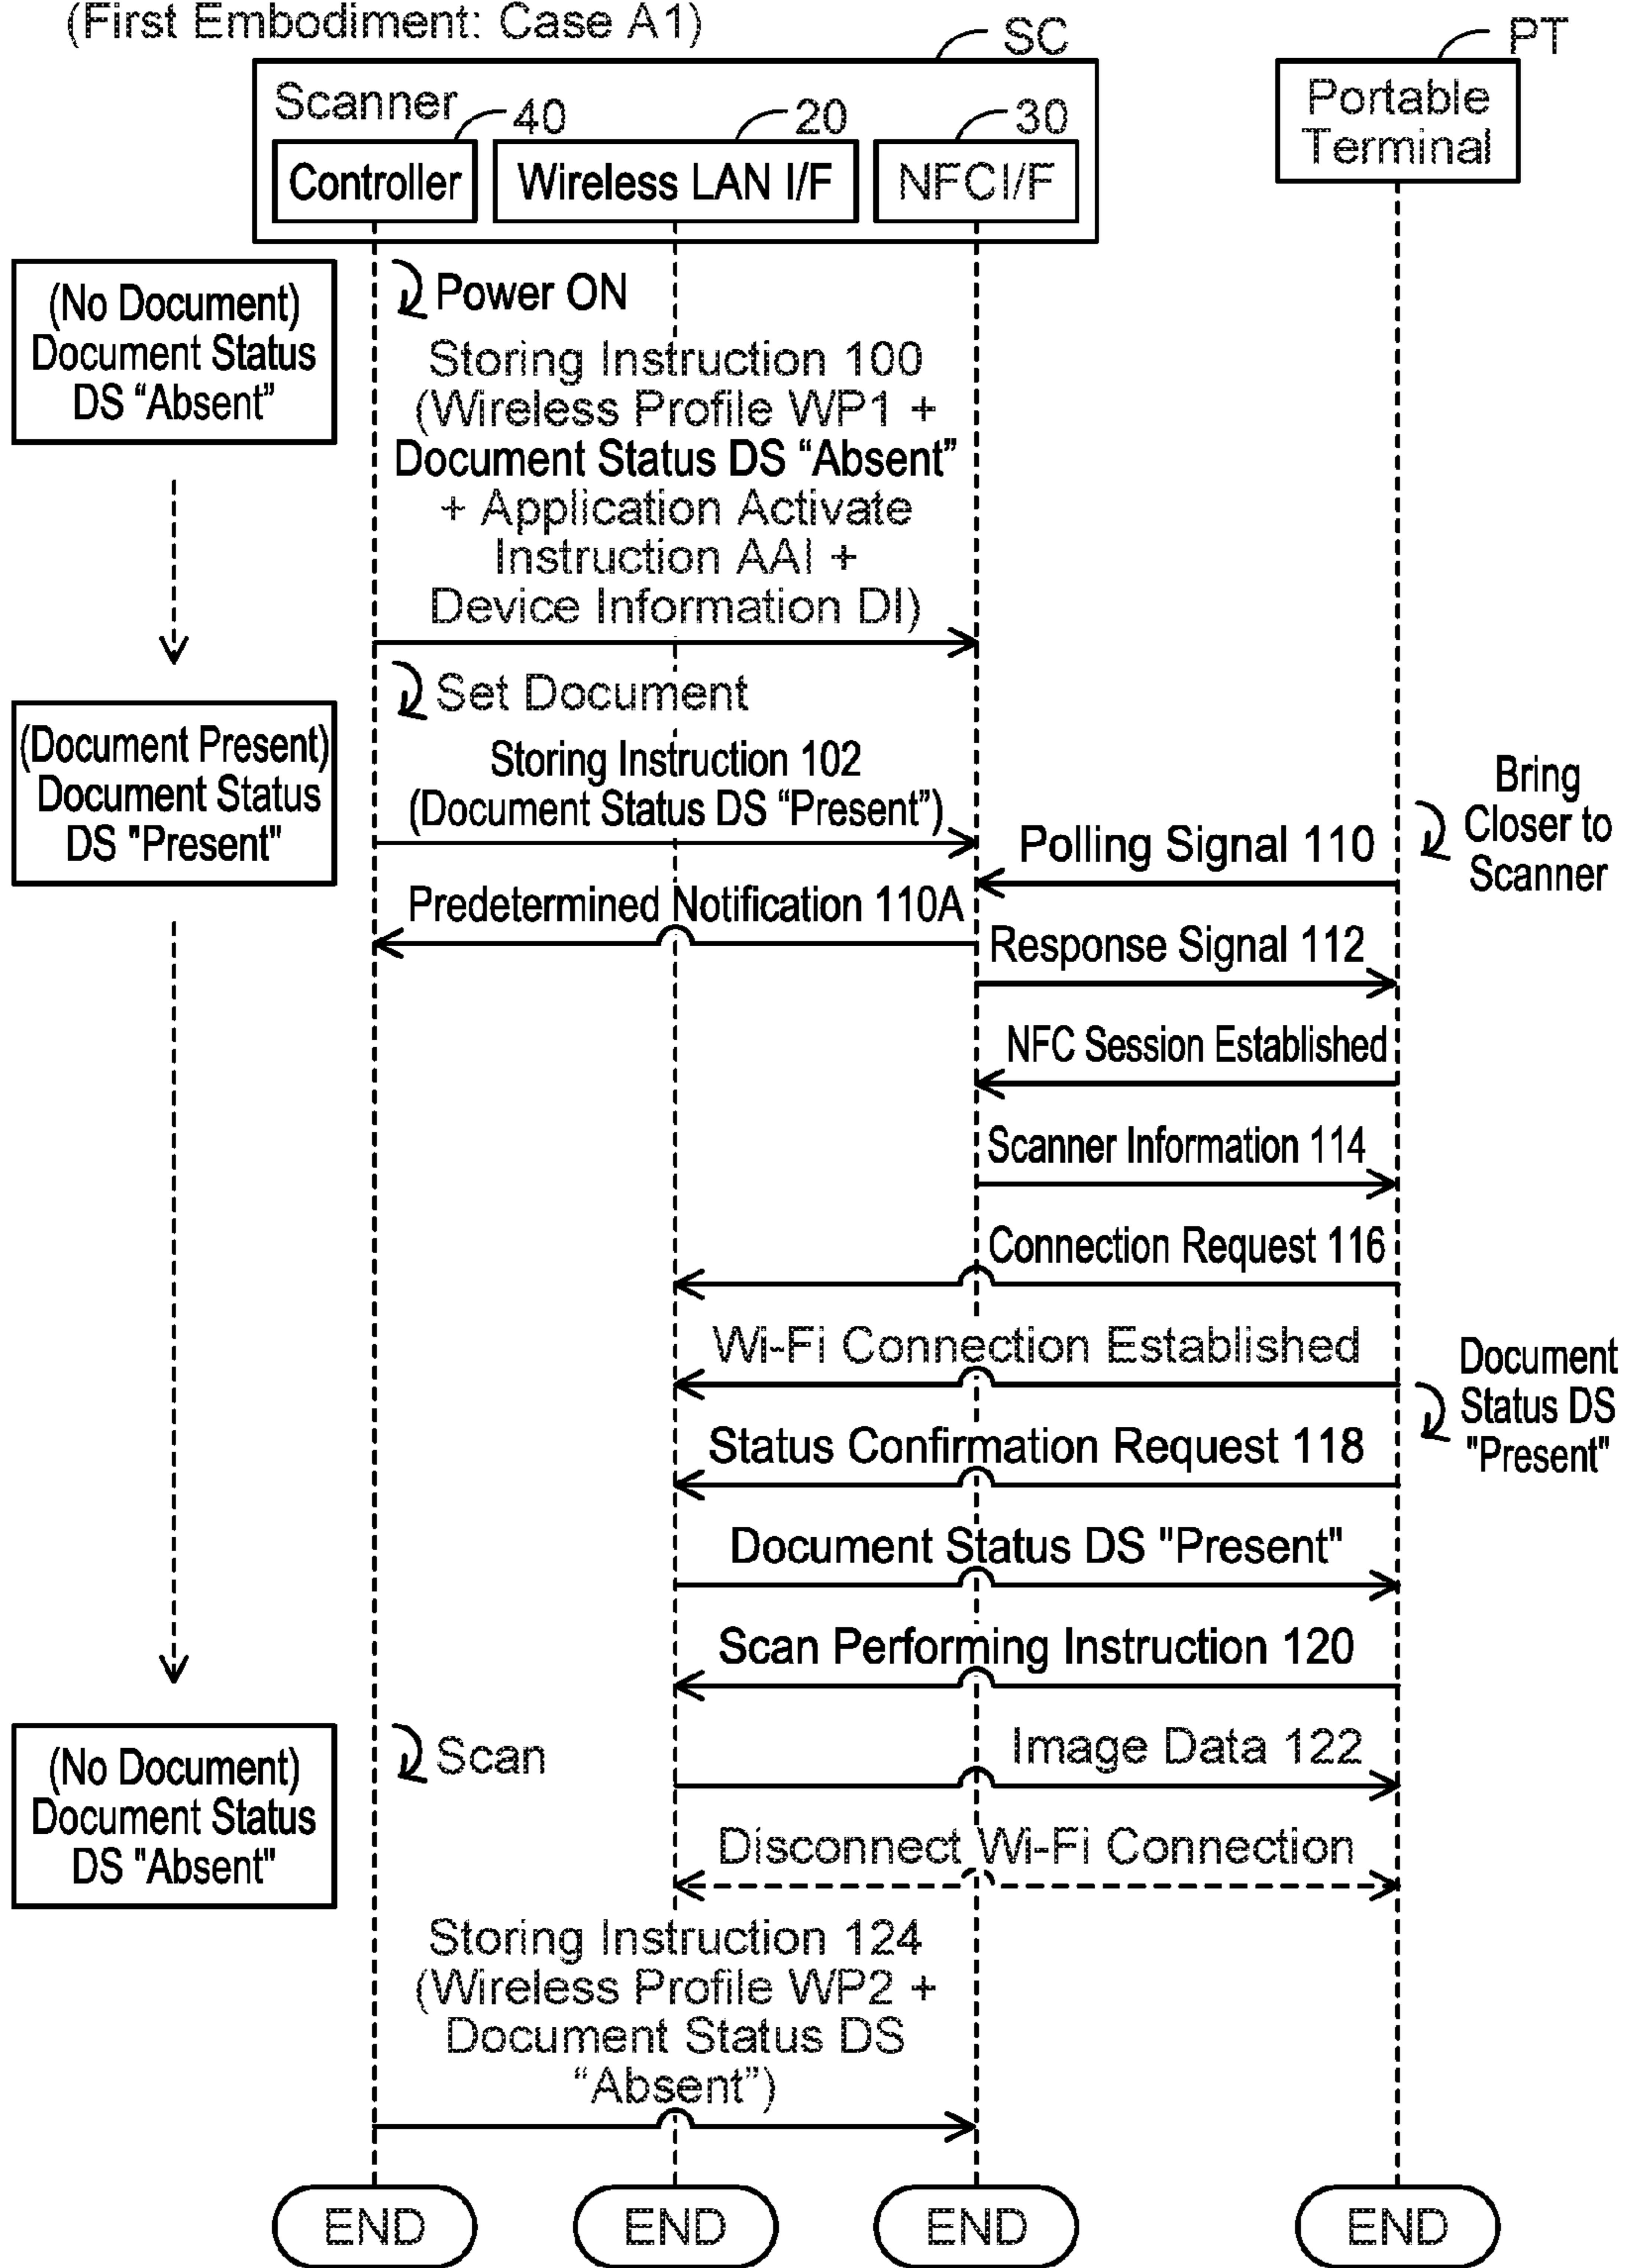 (First Embodiment: Case A1)
SC
PT
Scanner
40
20
30
Controller
Wireless LAN I/F
NFCI/F
Portable
Terminal
(No Document)
Document Status
DS “Absent”
Power ON
Storing Instruction 100
(Wireless Profile WP1 +
Document Status DS “Absent”
+ Application Activate
Instruction AAI +
Device Information DI)
Set Document
(Document Present)
Document Status
DS "Present"
Storing Instruction 102
(Document Status DS “Present”)
Bring
Closer to
Scanner
Polling Signal 110
Predetermined Notification 110A
Response Signal 112
NFC Session Established
Scanner Information 114
Connection Request 116
Wi-Fi Connection Established
Document
Status DS
"Present"
Status Confirmation Request 118
Document Status DS "Present"
Scan Performing Instruction 120
(No Document)
Document Status
DS "Absent"
Scan
Image Data 122
Disconnect Wi-Fi Connection
Storing Instruction 124
(Wireless Profile WP2 +
Document Status DS
“Absent”)
END
END
END
END